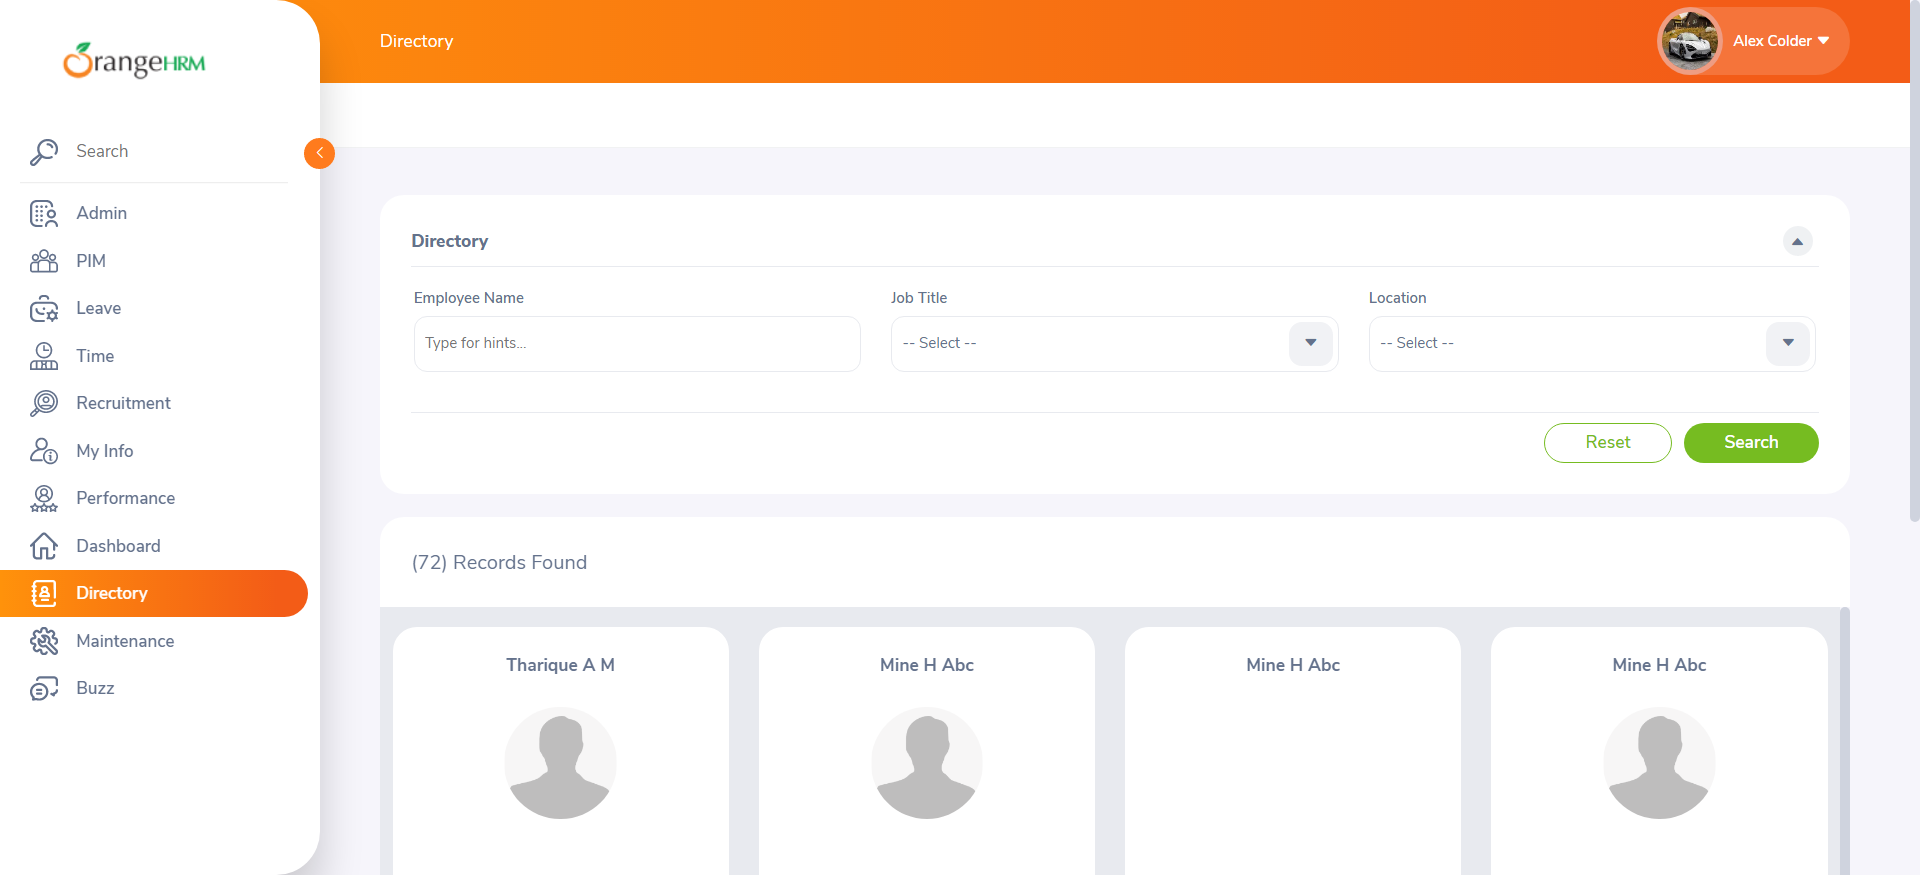 OrangeHRM
Directory
Alex Colder
Search
Admin
PIM
Leave
Time
Recruitment
My Info
Performance
Dashboard
Directory
Maintenance
Buzz
Directory
Employee Name
Job Title
Location
Type for hints...
-- Select --
-- Select --
Reset
Search
(72) Records Found
Tharique A M
Mine H Abc
Mine H Abc
Mine H Abc